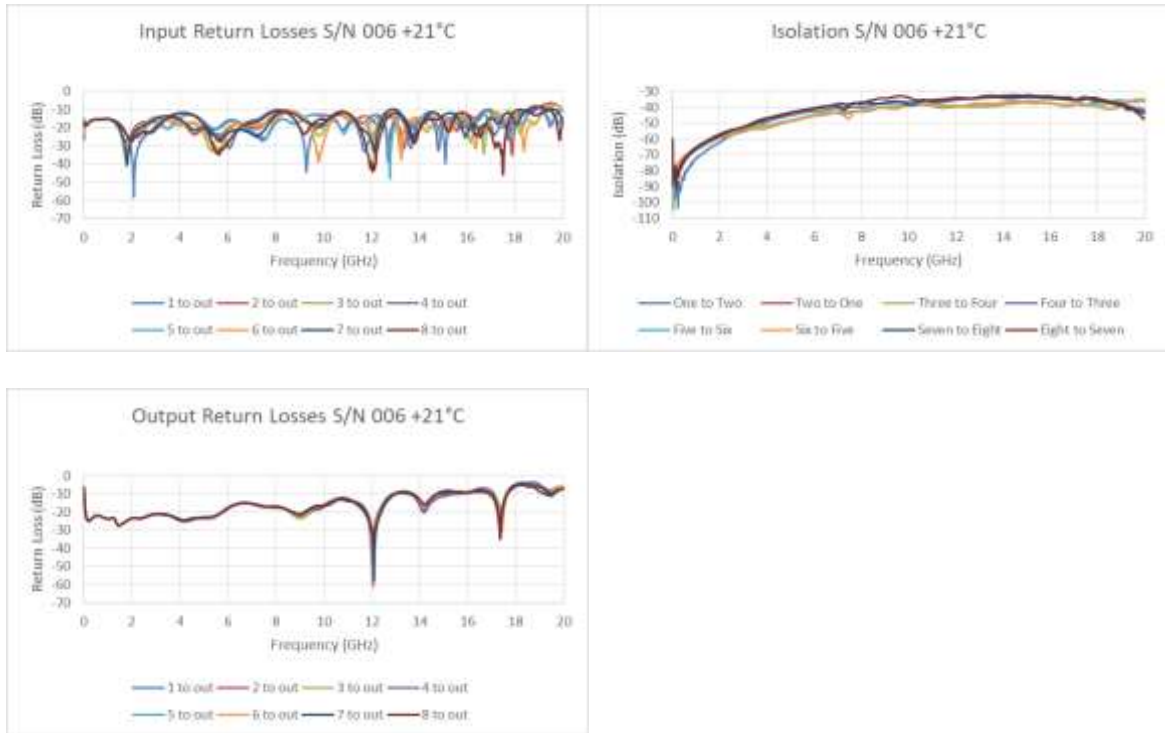 Input Return Losses S/N 006 +21°C
0
-10
-20
-30
-40
-50
-60
-70
Return Loss (dB)
0 2 4 6 8 10 12 14 16 18 20
Frequency (GHz)
1 to out 2 to out 3 to out 4 to out
5 to out 6 to out 7 to out 8 to out
Isolation S/N 006 +21°C
-30
-40
-50
-60
-70
-80
-90
-100
-110
Isolation (dB)
0 2 4 6 8 10 12 14 16 18 20
Frequency (GHz)
One to Two Two to One Three to Four Four to Three
Five to Six Six to Five Seven to Eight Eight to Seven
Output Return Losses S/N 006 +21°C
0
-10
-20
-30
-40
-50
-60
-70
Return Loss (dB)
0 2 4 6 8 10 12 14 16 18 20
Frequency (GHz)
1 to out 2 to out 3 to out 4 to out
5 to out 6 to out 7 to out 8 to out